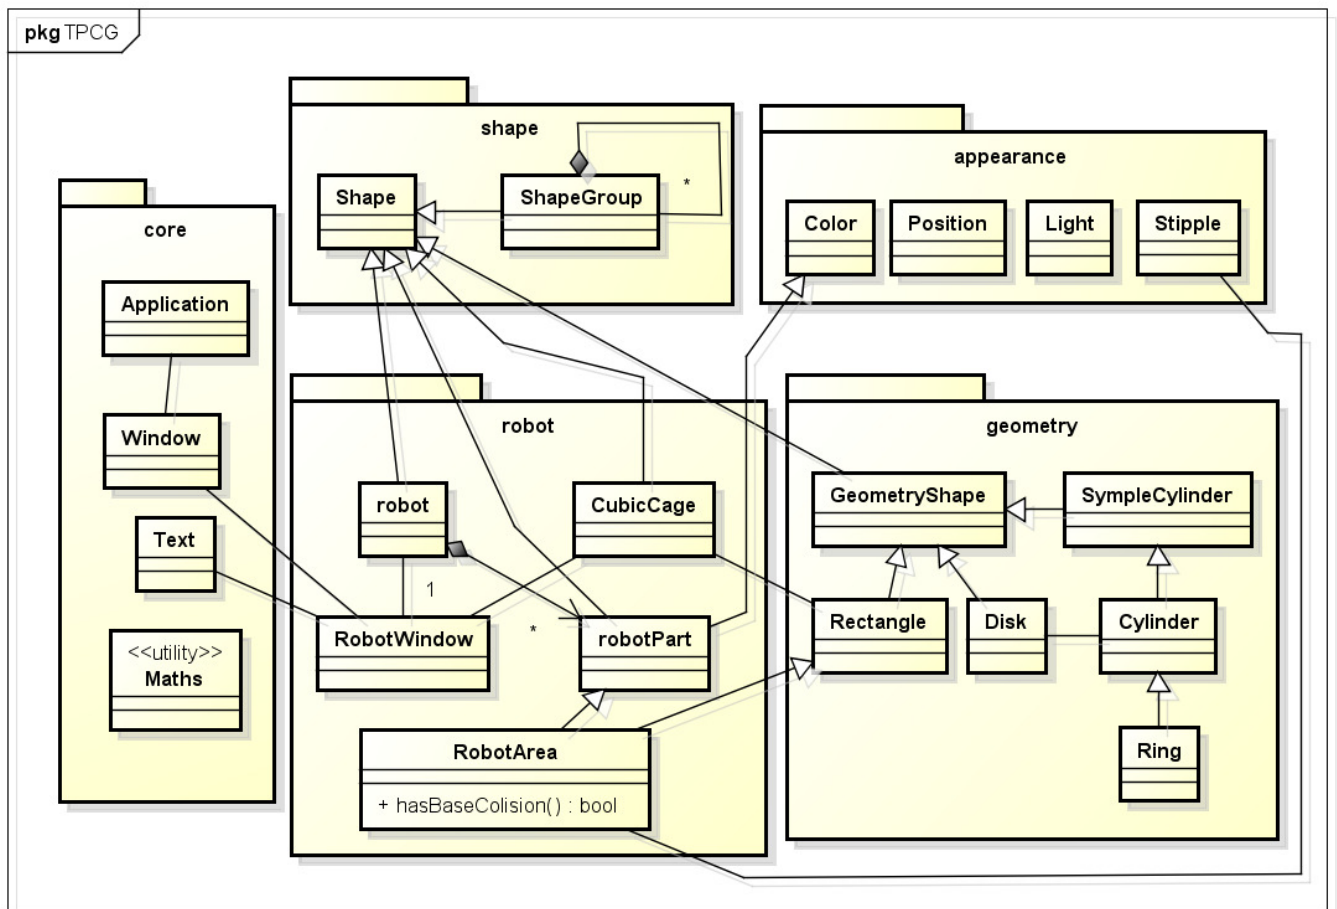 pkg TPCG
shape
Shape
ShapeGroup
*
appearance
Color
Position
Light
Stipple
core
Application
Window
Text
<<utility>>
Maths
robot
robot
CubicCage
1
*
RobotWindow
robotPart
RobotArea
+ hasBaseColision() : bool
geometry
GeometryShape
SympleCylinder
Rectangle
Disk
Cylinder
Ring